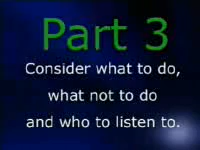 Part 3
Consider what to do,
what not to do
and who to listen to.